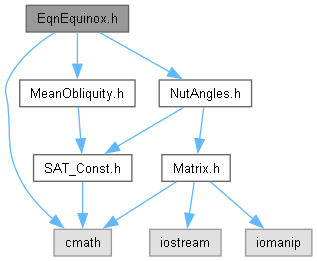 EqnEquinox.h
MeanObliquity.h
NutAngles.h
SAT_Const.h
Matrix.h
cmath
iostream
iomanip